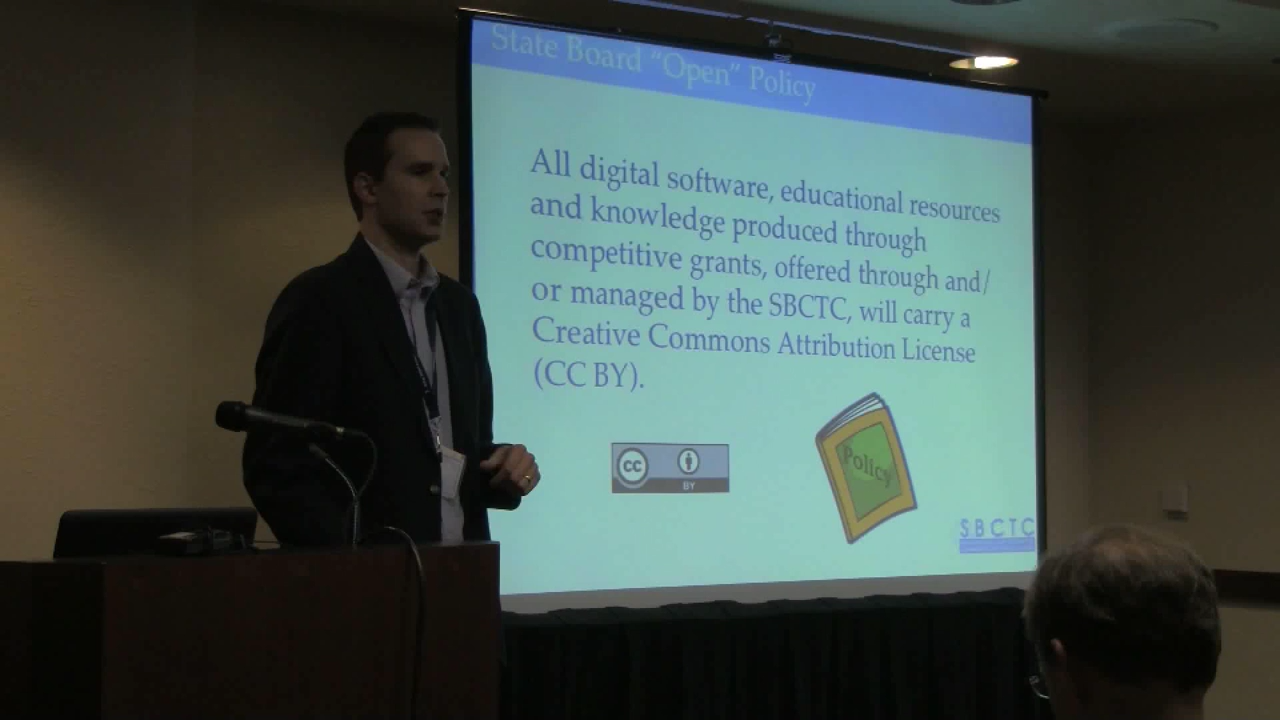 State Board “Open” Policy
All digital software, educational resources
and knowledge produced through
competitive grants, offered through and/
or managed by the SBCTC, will carry a
Creative Commons Attribution License
(CC BY).
cc
BY
Policy
SBCTC